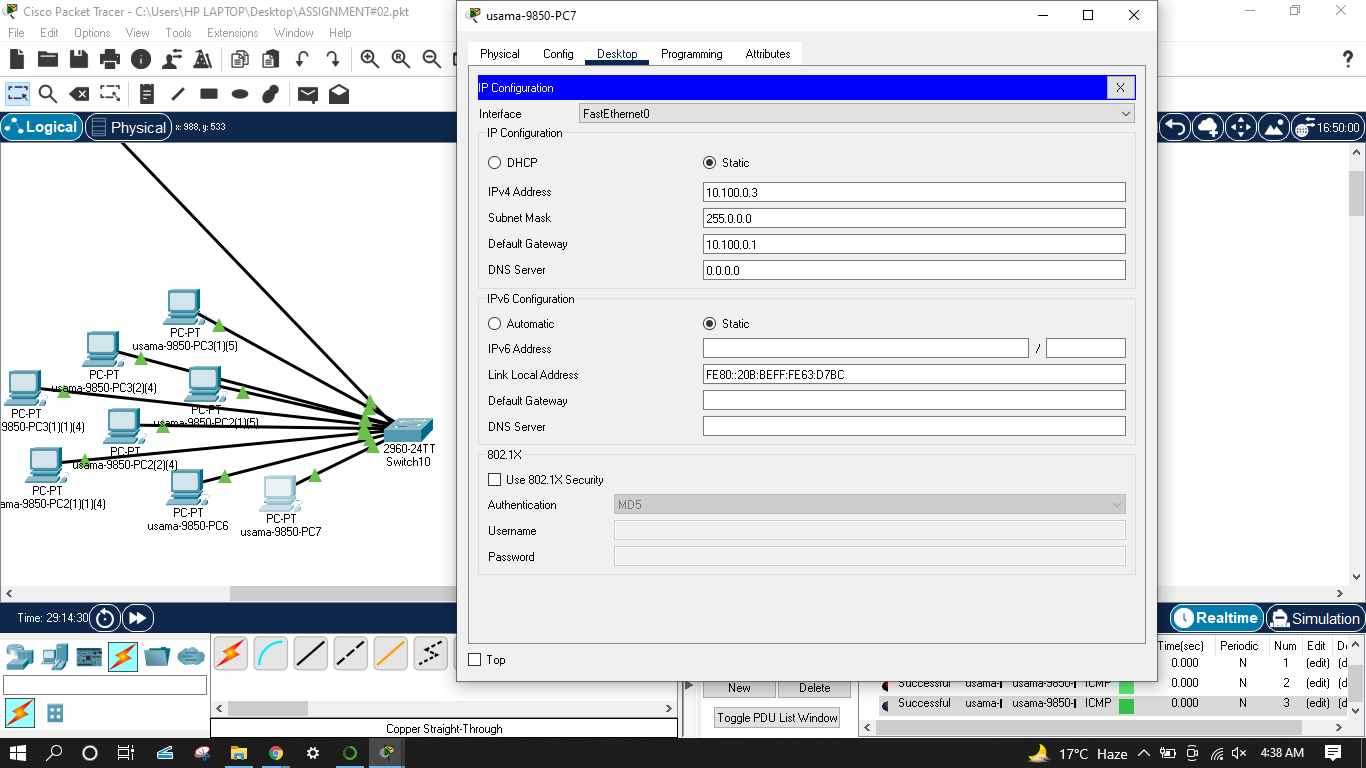 Cisco Packet Tracer - C:\Users\HP LAPTOP\Desktop\ASSIGNMENT#02.pkt
File Edit Options View Tools Extensions Window Help
Logical Physical x: 988, y: 533
16:50:00
usama-9850-PC7
Physical Config Desktop Programming Attributes
IP Configuration X
Interface FastEthernet0
IP Configuration
DHCP Static
IPv4 Address 10.100.0.3
Subnet Mask 255.0.0.0
Default Gateway 10.100.0.1
DNS Server 0.0.0.0
IPv6 Configuration
Automatic Static
IPv6 Address /
Link Local Address FE80::20B:BEFF:FE63:D7BC
Default Gateway
DNS Server
802.1X
Use 802.1X Security
Authentication MD5
Username
Password
Top
PC-PT
usama-9850-PC3(1)(5)
PC-PT
usama-9850-PC3(2)(4)
PC-PT
9850-PC3(1)(1)(4)
PC-PT
usama-9850-PC2(1)(5)
PC-PT
usama-9850-PC2(2)(4)
PC-PT
ama-9850-PC2(1)(1)(4)
PC-PT
usama-9850-PC6
PC-PT
usama-9850-PC7
2960-24TT
Switch10
Time: 29:14:30
Realtime Simulation
Copper Straight-Through
New Delete
Toggle PDU List Window
Time(sec) Periodic Num Edit
0.000 N 1 (edit) (d
Successful usama- usama-9850- ICMP 0.000 N 2 (edit) (d
Successful usama- usama-9850- ICMP 0.000 N 3 (edit) (d
17°C Haze 4:38 AM